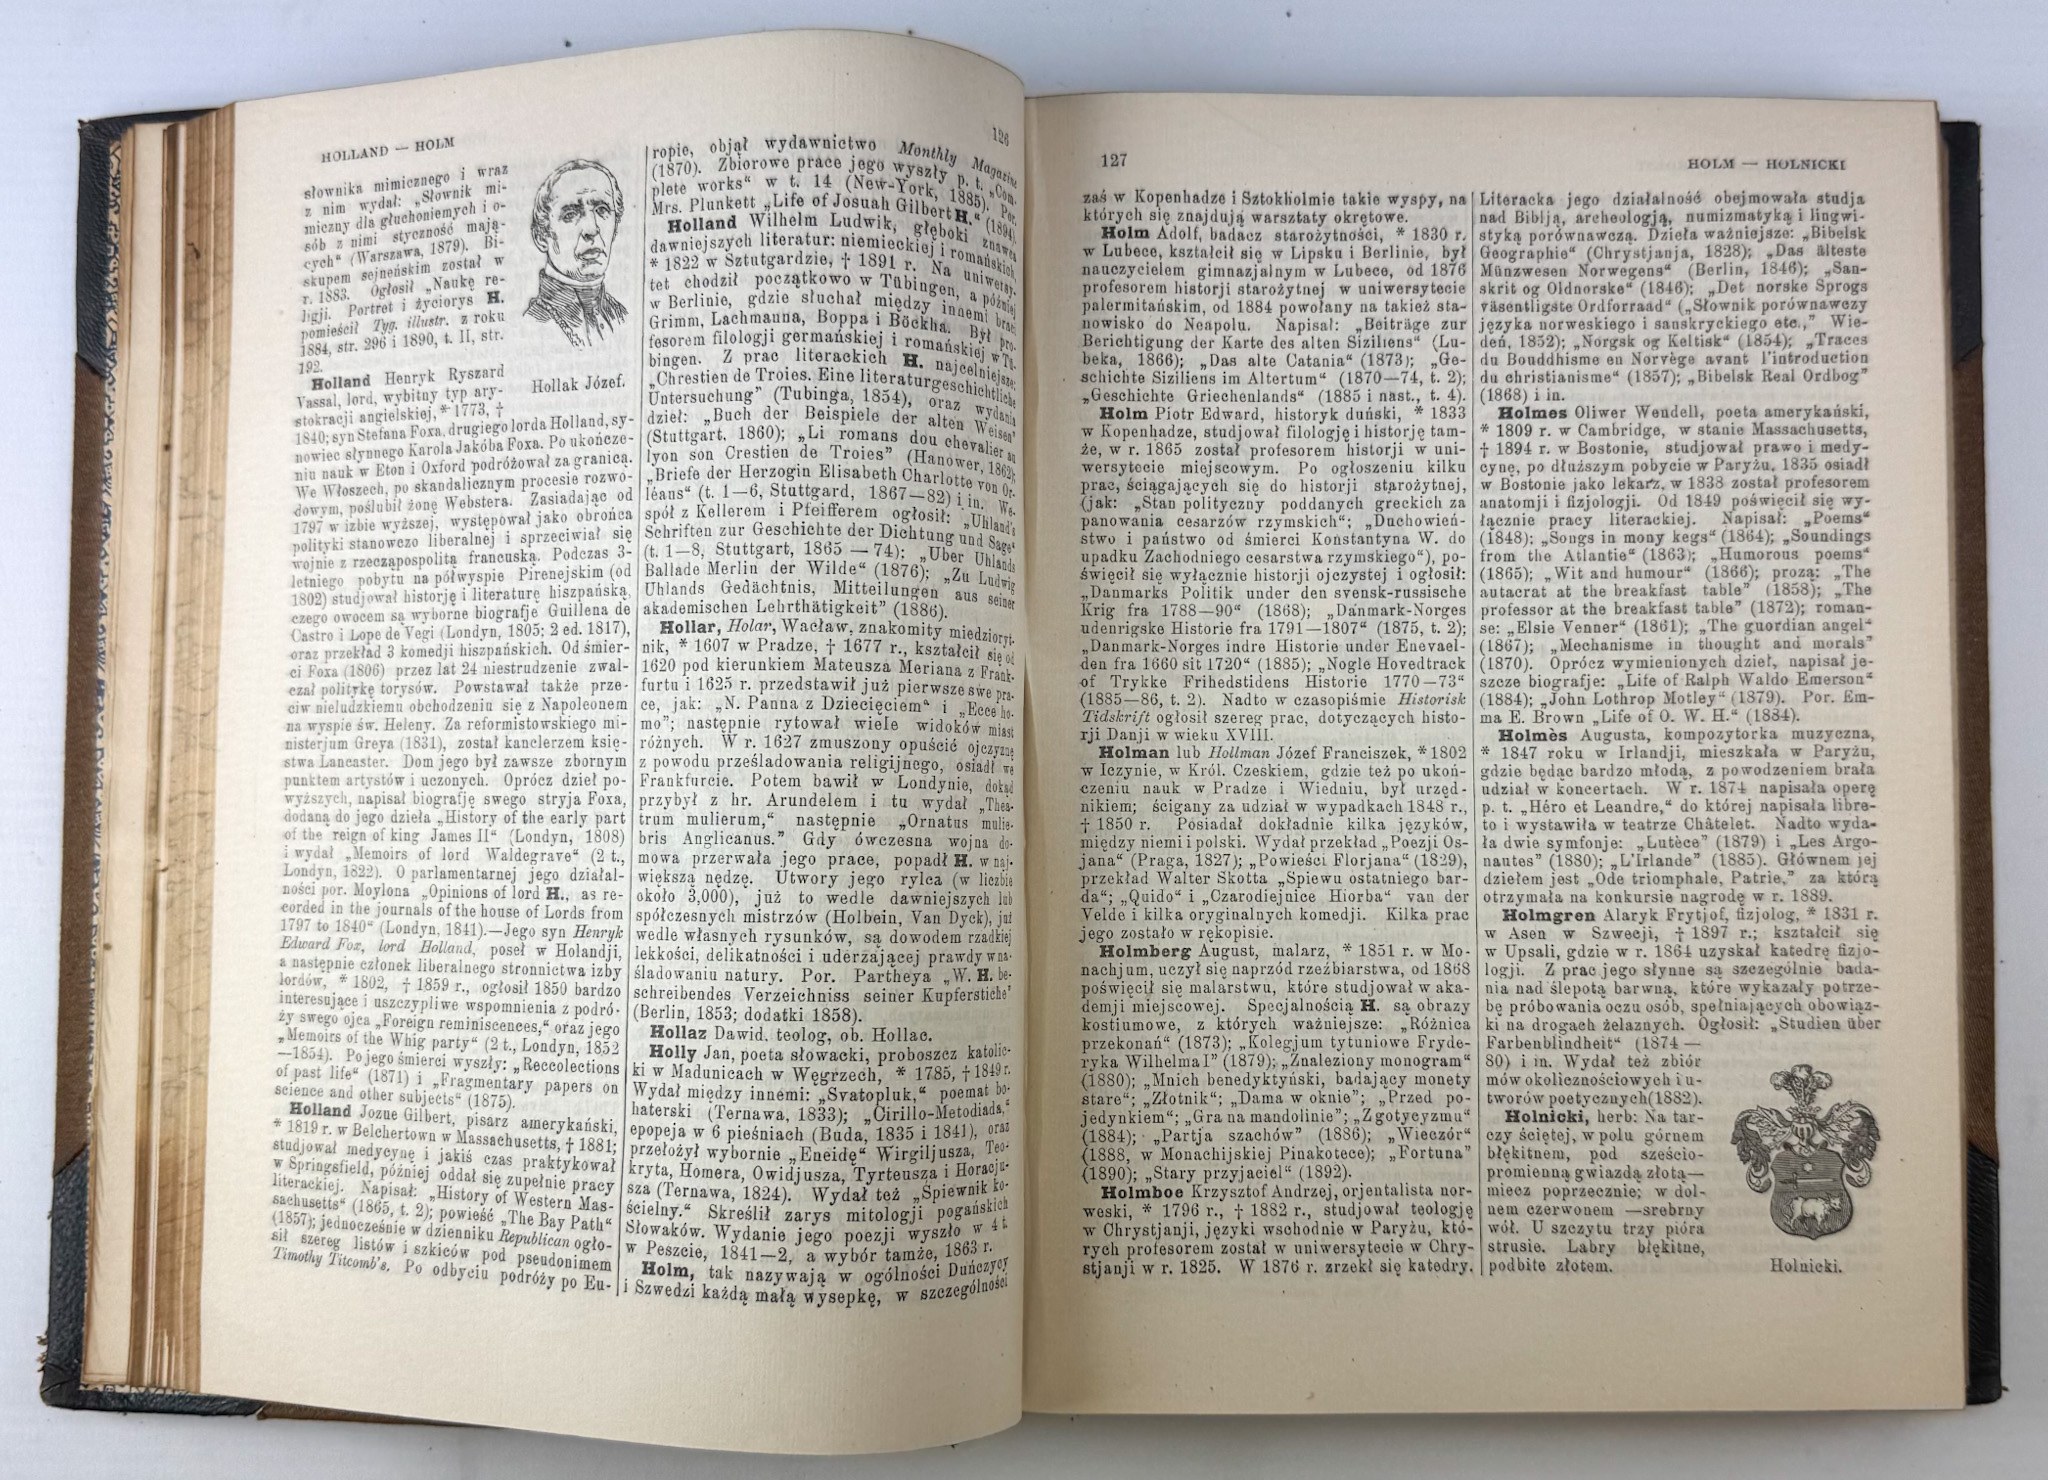 HOLLAND — HOLM
126
słownika mimicznego i wraz
z nim wydał: „Słownik mi-
miczny dla głuchoniemych i o-
sób z nimi styczność mają-
cych“ (Warszawa, 1879). Bi-
skupem sejneńskim został w
r. 1883. Ogłosił „Naukę re-
ligji. Portret i życiorys H.
pomieścił Tyg. illustr. z roku
1884, str. 296 i 1890, t. II, str.
192.
Hollak Józef.
Holland Henryk Ryszard
Vassal, lord, wybitny typ ary-
stokracji angielskiej, * 1773, †
1840; syn Stefana Foxa, drugiego lorda Holland, sy-
nowiec słynnego Karola Jakóba Foxa. Po ukończe-
niu nauk w Eton i Oxford podróżował za granicą.
We Włoszech, po skandalicznym procesie rozwo-
dowym, poślubił żonę Webstera. Zasiadając od
1797 w izbie wyższej, występował jako obrońca
polityki stanowczo liberalnej i sprzeciwiał się
wojnie z rzecząpospolitą francuską. Podczas 3-
letniego pobytu na półwyspie Pirenejskim (od
1802) studjował historję i literaturę hiszpańską,
czego owocem są wyborne biografje Guillena de
Castro i Lope de Vegi (Londyn, 1805; 2 ed. 1817),
oraz przekład 3 komedji hiszpańskich. Od śmier-
ci Foxa (1806) przez lat 24 niestrudzenie zwal-
czał politykę torysów. Powstawał także prze-
ciw nieludzkiemu obchodzeniu się z Napoleonem
na wyspie św. Heleny. Za reformistowskiego mi-
nisterjum Greya (1831), został kanclerzem księ-
stwa Lancaster. Dom jego był zawsze zbornym
punktem artystów i uczonych. Oprócz dzieł po-
wyższych, napisał biografję swego stryja Foxa,
dodaną do jego dzieła „History of the early part
of the reign of king James II“ (Londyn, 1808)
i wydał „Memoirs of lord Waldegrave“ (2 t.,
Londyn, 1822). O parlamentarnej jego działal-
ności por. Moylona „Opinions of lord H., as re-
corded in the journals of the house of Lords from
1797 to 1840“ (Londyn, 1841).—Jego syn Henryk
Edward Fox, lord Holland, poseł w Holandji,
a następnie członek liberalnego stronnictwa izby
lordów, * 1802, † 1859 r., ogłosił 1850 bardzo
interesujące i uszczypliwe wspomnienia z podró-
ży swego ojca „Foreign reminiscences,“ oraz jego
„Memoirs of the Whig party“ (2 t., Londyn, 1852
—1854). Po jego śmierci wyszły: „Reccolections
of past life“ (1871) i „Fragmentary papers on
science and other subjects“ (1875).
Holland Jozue Gilbert, pisarz amerykański,
* 1819 r. w Belchertown w Massachusetts, † 1881;
studjował medycynę i jakiś czas praktykował
w Springsfield, później oddał się zupełnie pracy
literackiej. Napisał: „History of Western Mas-
sachusetts“ (1865, t. 2); powieść „The Bay Path“
(1857); jednocześnie w dzienniku Republican ogło-
sił szereg listów i szkiców pod pseudonimem
Timothy Titcomb's. Po odbyciu podróży po Eu-
ropie, objął wydawnictwo Monthly Magazine
(1870). Zbiorowe prace jego wyszły p. t. „Com-
plete works“ w t. 14 (New-York, 1885). Por.
Mrs. Plunkett „Life of Josuah Gilbert H.“ (1894).
Holland Wilhelm Ludwik, głęboki znawca
dawniejszych literatur: niemieckiej i romańskich,
* 1822 w Sztutgardzie, † 1891 r. Na uniwersy-
tet chodził początkowo w Tübingen, a później
w Berlinie, gdzie słuchał między innemi braci
Grimm, Lachmanna, Boppa i Böckha. Był pro-
fesorem filologji germańskiej i romańskiej w Tü-
bingen. Z prac literackich H. najcelniejsze:
„Chrestien de Troies. Eine literaturgeschichtliche
Untersuchung” (Tubinga, 1854), oraz wydania
dzieł: „Buch der Beispiele der alten Weisen“
(Stuttgart, 1860); „Li romans dou chevalier au
lyon son Crestien de Troies” (Hanower, 1862);
„Briefe der Herzogin Elisabeth Charlotte von Or-
léans“ (t. 1—6, Stuttgard, 1867—82) i in. We-
spół z Kellerem i Pfeifferem ogłosił: „Uhland's
Schriften zur Geschichte der Dichtung und Sage“
(t. 1—8, Stuttgart, 1865 — 74): „Uber Uhlands
Ballade Merlin der Wilde“ (1876); „Zu Ludwig
Uhlands Gedächtnis, Mitteilungen aus seiner
akademischen Lehrthätigkeit” (1886).
Hollar, Holar, Wacław, znakomity miedzioryt-
nik, * 1607 w Pradze, † 1677 r., kształcił się od
1620 pod kierunkiem Mateusza Meriana z Frank-
furtu i 1625 r. przedstawił już pierwsze swe pra-
ce, jak: „N. Panna z Dziecięciem“ i „Ecce ho-
mo”; następnie rytował wiele widoków miast
różnych. W r. 1627 zmuszony opuścić ojczyznę
z powodu prześladowania religijnego, osiadł we
Frankfurcie. Potem bawił w Londynie, dokąd
przybył z hr. Arundelem i tu wydał „Thea-
trum mulierum,“ następnie „Ornatus mulie-
bris Anglicanus.” Gdy ówczesna wojna do-
mowa przerwała jego prace, popadł H. w naj-
większą nędzę. Utwory jego rylca (w liczbie
około 3,000), już to wedle dawniejszych lub
spółczesnych mistrzów (Holbein, Van Dyck), już
wedle własnych rysunków, są dowodem rzadkiej
lekkości, delikatności i uderzającej prawdy w na-
śladowaniu natury. Por. Partheya „W. H. be-
schreibendes Verzeichniss seiner Kupferstiche“
(Berlin, 1853; dodatki 1858).
Hollaz Dawid, teolog, ob. Hollac.
Holly Jan, poeta słowacki, proboszcz katolic-
ki w Madunicach w Węgrzech, * 1785, † 1849 r.
Wydał między innemi: „Svatopluk,“ poemat bo-
haterski (Ternawa, 1833); „Cirillo-Metodiada,“
epopeja w 6 pieśniach (Buda, 1835 i 1841), oraz
przełożył wybornie „Eneidę“ Wirgiljusza, Teo-
kryta, Homera, Owidjusza, Tyrteusza i Horacju-
sza (Ternawa, 1824). Wydał też „Spiewnik ko-
ścielny.“ Skreślił zarys mitologji pogańskich
Słowaków. Wydanie jego poezji wyszło w 4 t.
w Peszcie, 1841—2, a wybór tamże, 1863 r.
Holm, tak nazywają w ogólności Duńczycy
i Szwedzi każdą małą wysepkę, w szczególności
127
HOLM — HOLNICKI
zaś w Kopenhadze i Sztokholmie takie wyspy, na
których się znajdują warsztaty okrętowe.
Holm Adolf, badacz starożytności, * 1830 r.
w Lubece, kształcił się w Lipsku i Berlinie, był
nauczycielem gimnazjalnym w Lubece, od 1876
profesorem historji starożytnej w uniwersytecie
palermitańskim, od 1884 powołany na takież sta-
nowisko do Neapolu. Napisał: „Beiträge zur
Berichtigung der Karte des alten Siziliens“ (Lu-
beka, 1866); „Das alte Catania“ (1873); „Ge-
schichte Siziliens im Altertum“ (1870—74, t. 2);
„Geschichte Griechenlands“ (1885 i nast., t. 4).
Holm Piotr Edward, historyk duński, * 1833
w Kopenhadze, studjował filologję i historję tam-
że, w r. 1865 został profesorem historji w uni-
wersytecie miejscowym. Po ogłoszeniu kilku
prac, ściągających się do historji starożytnej,
(jak: „Stan polityczny poddanych greckich za
panowania cesarzów rzymskich“; „Duchowień-
stwo i państwo od śmierci Konstantyna W. do
upadku Zachodniego cesarstwa rzymskiego“), po-
święcił się wyłącznie historji ojczystej i ogłosił:
„Danmarks Politik under den svensk-russische
Krig fra 1788—90“ (1868); „Danmark-Norges
udenrigske Historie fra 1791—1807“ (1875, t. 2);
„Danmark-Norges indre Historie under Enevael-
den fra 1660 sit 1720“ (1885); „Nogle Hovedtrack
of Trykke Frihedstidens Historie 1770—73“
(1885—86, t. 2). Nadto w czasopiśmie Historisk
Tidskrift ogłosił szereg prac, dotyczących histo-
rji Danji w wieku XVIII.
Holman lub Hollman Józef Franciszek, * 1802
w Iczynie, w Król. Czeskiem, gdzie też po ukoń-
czeniu nauk w Pradze i Wiedniu, był urzęd-
nikiem; ścigany za udział w wypadkach 1848 r.,
† 1850 r. Posiadał dokładnie kilka języków,
między niemi i polski. Wydał przekład „Poezji Os-
jana“ (Praga, 1827); „Powieści Florjana“ (1829),
przekład Walter Skotta „Spiewu ostatniego bar-
da“; „Quido“ i „Czarodiejnice Hiorba“ van der
Velde i kilka oryginalnych komedji. Kilka prac
jego zostało w rękopisie.
Holmberg August, malarz, * 1851 r. w Mo-
nachjum, uczył się naprzód rzeźbiarstwa, od 1868
poświęcił się malarstwu, które studjował w aka-
demji miejscowej. Specjalnością H. są obrazy
kostiumowe, z których ważniejsze: „Różnica
przekonań“ (1873); „Kolegjum tytuniowe Fryde-
ryka Wilhelma I” (1879); „Znaleziony monogram“
(1880); „Mnich benedyktyński, badający monety
stare“; „Złotnik“; „Dama w oknie“; „Przed po-
jedynkiem“; „Gra na mandolinie”; „Z gotycyzmu“
(1884); „Partja szachów” (1886); „Wieczór“
(1888, w Monachijskiej Pinakotece); „Fortuna”
(1890); „Stary przyjaciel“ (1892).
Holmboe Krzysztof Andrzej, orjentalista nor-
weski, * 1796 r., † 1882 r., studował teologję
w Chrystjanji, języki wschodnie w Paryżu, któ-
rych profesorem został w uniwersytecie w Chry-
stjanji w r. 1825. W 1876 r. zrzekł się katedry.
Literacka jego działalność obejmowała studja
nad Biblją, archeologją, numizmatyką i lingwi-
styką porównawczą. Dzieła ważniejsze: „Bibelsk
Geographie“ (Chrystjanja, 1828); „Das älteste
Münzwesen Norwegens“ (Berlin, 1846); „San-
skrit og Oldnorske“ (1846); „Det norske Sprogs
väsentligste Ordforraad“ („Słownik porównawczy
języka norweskiego i sanskryckiego etc.,” Wie-
deń, 1852); „Norgsk og Keltisk“ (1854); „Traces
du Bouddhisme en Norvège avant l'introduction
du christianisme“ (1857); „Bibelsk Real Ordbog”
(1868) i in.
Holmes Oliwer Wendell, poeta amerykański,
* 1809 r. w Cambridge, w stanie Massachusetts,
† 1894 r. w Bostonie, studjował prawo i medy-
cynę, po dłuższym pobycie w Paryżu, 1835 osiadł
w Bostonie jako lekarz, w 1838 został profesorem
anatomji i fizjologji. Od 1849 poświęcił się wy-
łącznie pracy literackiej. Napisał: „Poems“
(1848); „Songs in mony kegs“ (1864); „Soundings
from the Atlantie“ (1863); „Humorous poems“
(1865); „Wit and humour“ (1866); prozą: „The
autacrat at the breakfast table” (1858); „The
professor at the breakfast table” (1872); roman-
se: „Elsie Venner“ (1861); „The guordian angel“
(1867); „Mechanisme in thought and morals”
(1870). Oprócz wymienionych dzieł, napisał je-
szcze biografje: „Life of Ralph Waldo Emerson“
(1884); „John Lothrop Motley” (1879). Por. Em-
ma E. Brown „Life of O. W. H.“ (1884).
Holmès Augusta, kompozytorka muzyczna,
* 1847 roku w Irlandji, mieszkała w Paryżu,
gdzie będąc bardzo młodą, z powodzeniem brała
udział w koncertach. W r. 1874 napisała operę
p. t. „Héro et Leandre,“ do której napisała libre-
to i wystawiła w teatrze Châtelet. Nadto wyda-
ła dwie symfonje: „Lutèce” (1879) i „Les Argo-
nautes“ (1880); „L'Irlande” (1885). Głównem jej
dziełem jest „Ode triomphale, Patrie,” za którą
otrzymała na konkursie nagrodę w r. 1889.
Holmgren Alaryk Frytjof, fizjolog, * 1831 r.
w Asen w Szwecji, † 1897 r.; kształcił się
w Upsali, gdzie w r. 1864 uzyskał katedrę fizjo-
logji. Z prac jego słynne są szczególnie bada-
nia nad ślepotą barwną, które wykazały potrze-
bę próbowania oczu osób, spełniających obowiąz-
ki na drogach żelaznych. Ogłosił: „Studien über
Farbenblindheit“ (1874 —
80) i in. Wydał też zbiór
mów okolicznościowych i u-
tworów poetycznych (1882).
Holnicki, herb: Na tar-
czy ściętej, w polu górnem
błękitnem, pod sześcio-
promienną gwiazdą złotą—
miecz poprzecznie; w dol-
nem czerwonem —srebrny
wół. U szczytu trzy pióra
strusie. Labry błękitne,
podbite złotem.
Holnicki.